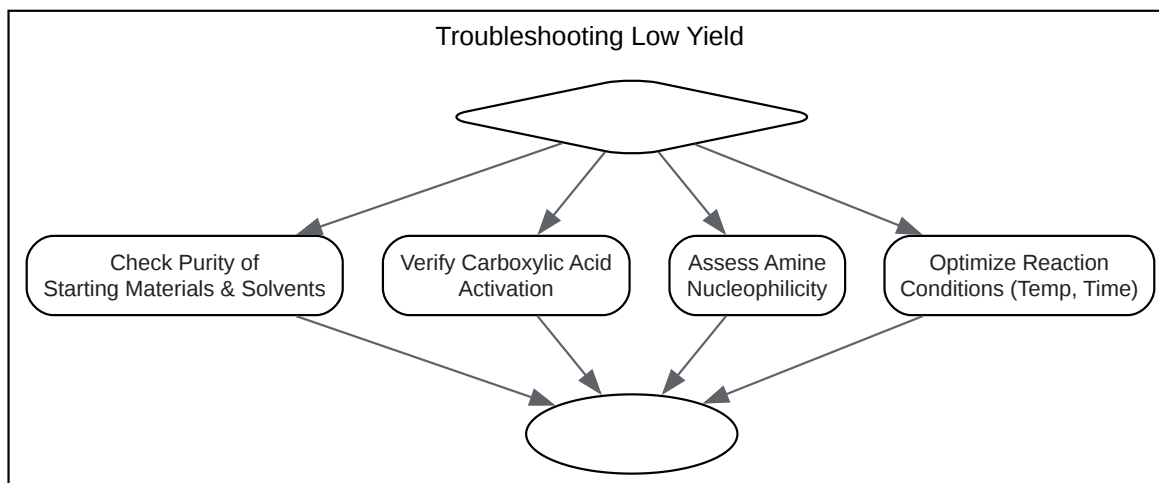 Troubleshooting Low Yield
Check Purity of
Starting Materials & Solvents
Verify Carboxylic Acid
Activation
Assess Amine
Nucleophilicity
Optimize Reaction
Conditions (Temp, Time)